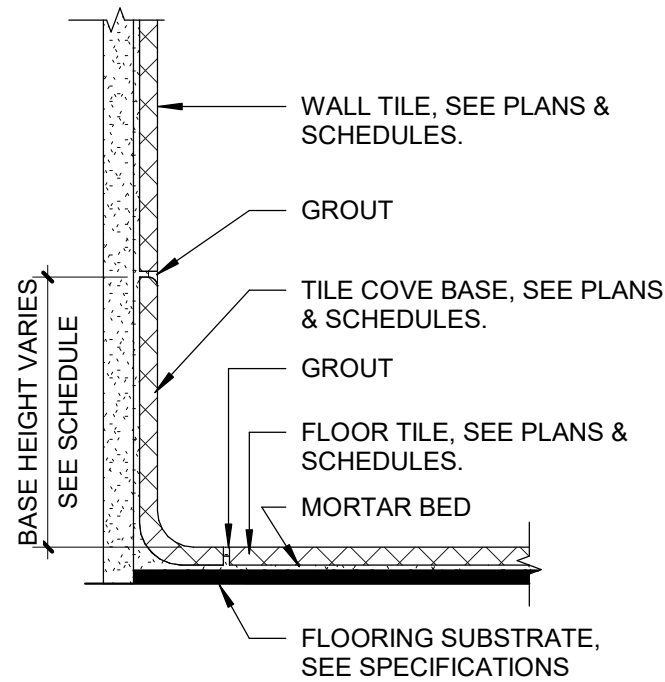 WALL TILE, SEE PLANS &
SCHEDULES.
GROUT
TILE COVE BASE, SEE PLANS
& SCHEDULES.
GROUT
FLOOR TILE, SEE PLANS &
SCHEDULES.
MORTAR BED
FLOORING SUBSTRATE,
SEE SPECIFICATIONS
BASE HEIGHT VARIES
SEE SCHEDULE